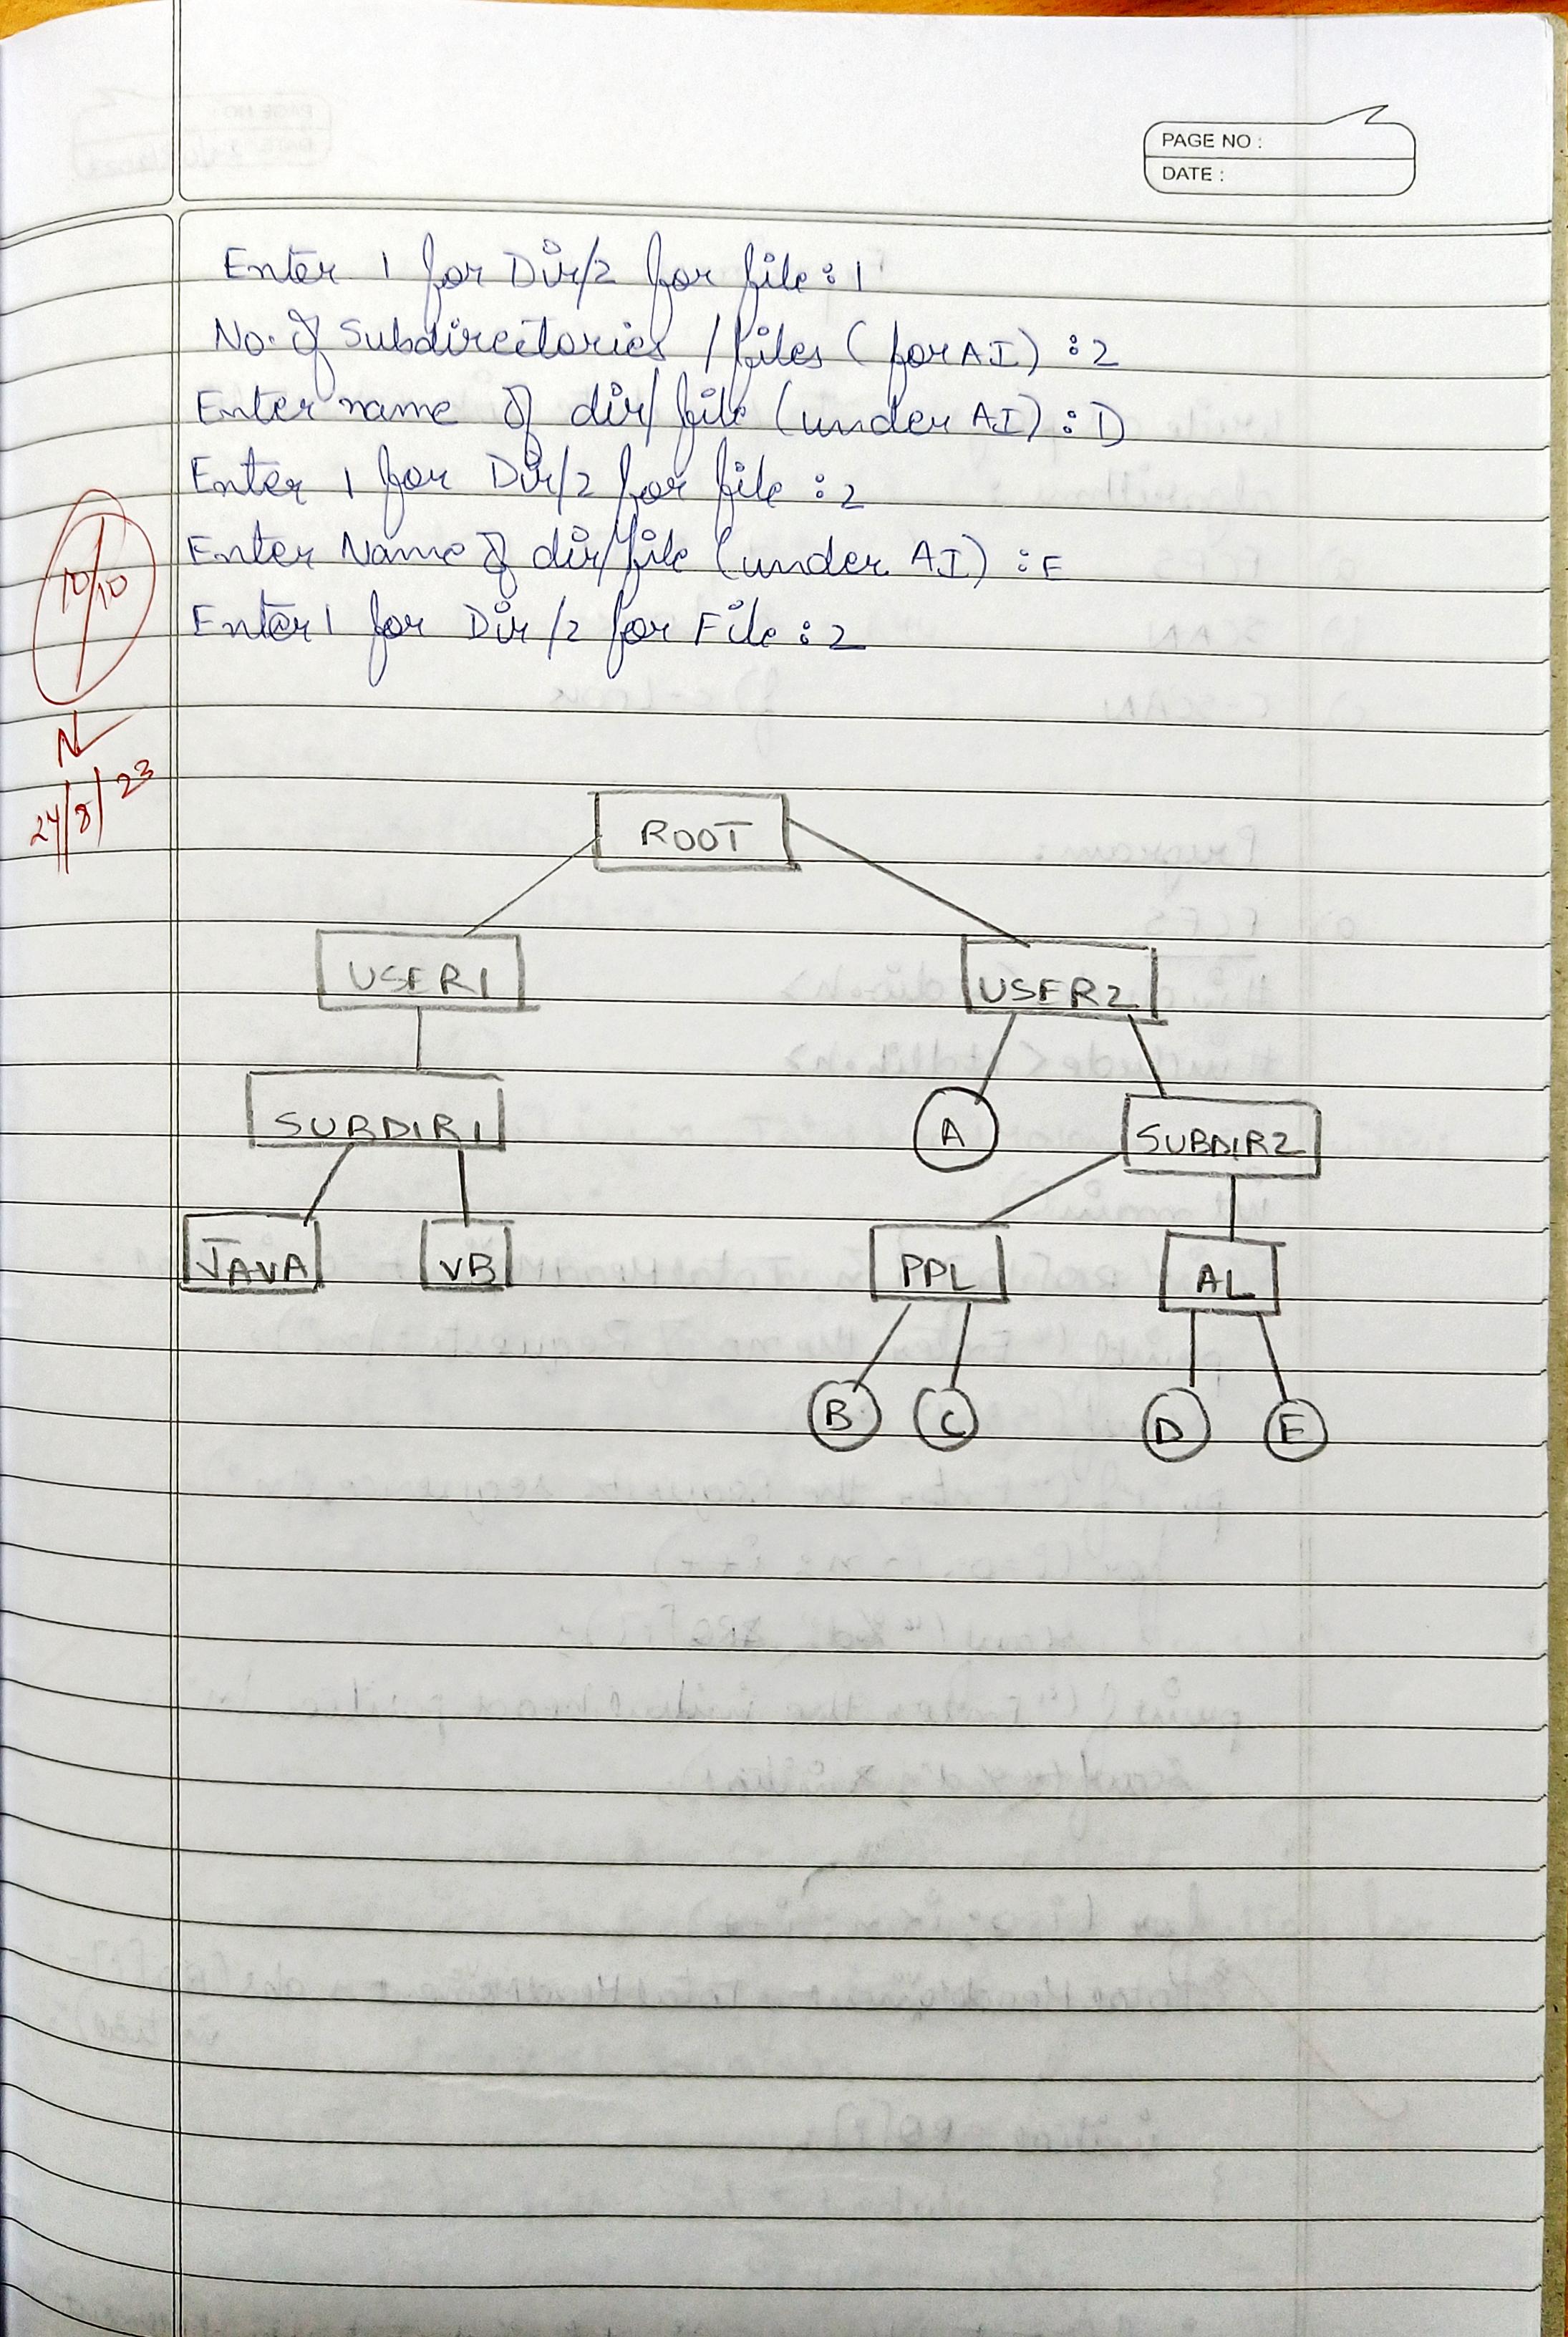 PAGE NO :
DATE :
Enter 1 for Dir/2 for file : 1
No. of Subdirectories / files ( for AI ) : 2
Enter name of dir/ file ( under AI ) : D
Enter 1 for Dir/2 for file : 2
Enter Name of dir/file ( under AI ) : E
Enter 1 for Dir /2 for File : 2
10/10
24/8/23
ROOT
USER1 USER2
SUBDIR1 A SUBDIR2
JAVA VB PPL AL
B C D E